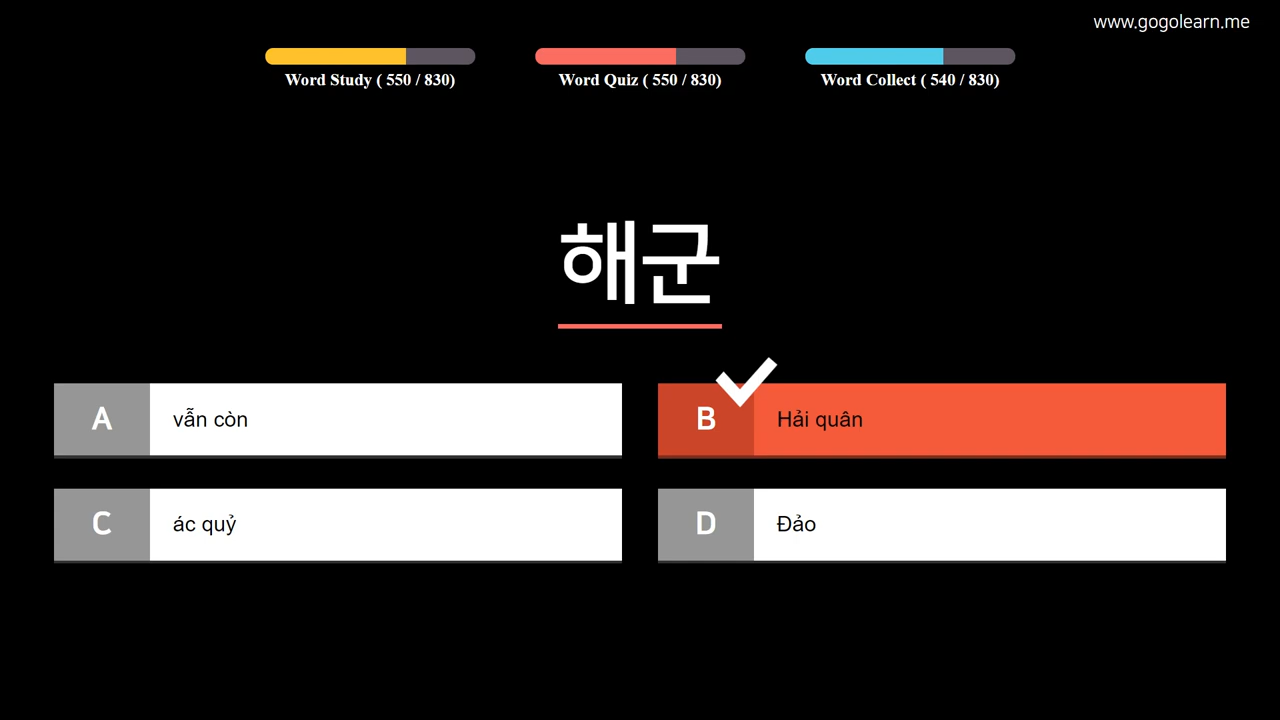 www.gogolearn.me
Word Study ( 550 / 830)
Word Quiz ( 550 / 830)
Word Collect ( 540 / 830)
해군
A vẫn còn
B Hải quân
C ác quỷ
D Đảo